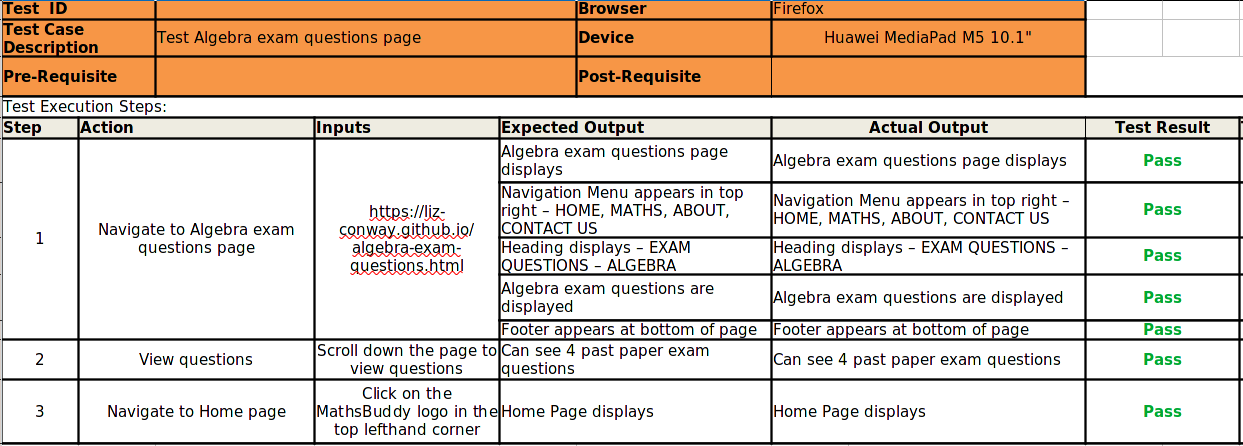 Test ID
Browser
Firefox
Test Case
Description
Test Algebra exam questions page
Device
Huawei MediaPad M5 10.1"
Pre-Requisite
Post-Requisite
Test Execution Steps:
Step
Action
Inputs
Expected Output
Actual Output
Test Result
1
Navigate to Algebra exam
questions page
https://liz-
conway.github.io/
algebra-exam-
questions.html
Algebra exam questions page
displays
Algebra exam questions page displays
Pass
Navigation Menu appears in top
right – HOME, MATHS, ABOUT,
CONTACT US
Navigation Menu appears in top right –
HOME, MATHS, ABOUT, CONTACT US
Pass
Heading displays – EXAM
QUESTIONS – ALGEBRA
Heading displays – EXAM QUESTIONS –
ALGEBRA
Pass
Algebra exam questions are
displayed
Algebra exam questions are displayed
Pass
Footer appears at bottom of page
Footer appears at bottom of page
Pass
2
View questions
Scroll down the page to
view questions
Can see 4 past paper exam
questions
Can see 4 past paper exam questions
Pass
3
Navigate to Home page
Click on the
MathsBuddy logo in the
top lefthand corner
Home Page displays
Home Page displays
Pass